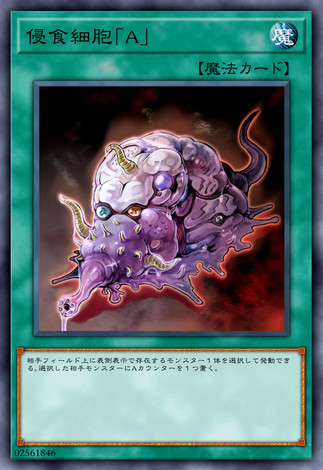 侵食細胞「A」
魔
【魔法カード】
相手フィールド上に表側表示で存在するモンスター1体を選択して発動でき
る。選択した相手モンスターにAカウンターを1つ置く。
02561846